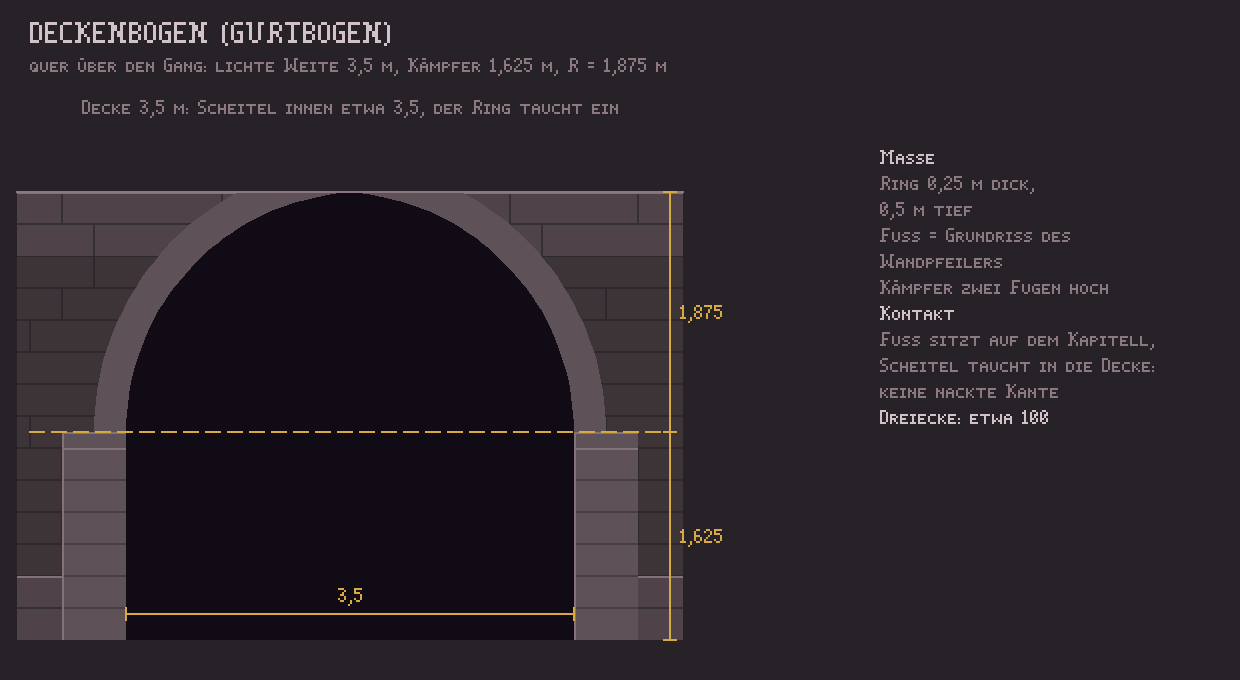 DECKENBOGEN (GURTBOGEN)
QUER ÜBER DEN GANG: LICHTE WEITE 3,5 M, KÄMPFER 1,625 M, R = 1,875 M
DECKE 3,5 M: SCHEITEL INNEN ETWA 3,5, DER RING TAUCHT EIN
MASSE
RING 0,25 M DICK,
0,5 M TIEF
FUSS = GRUNDRISS DES
WANDPFEILERS
KÄMPFER ZWEI FUGEN HOCH
KONTAKT
FUSS SITZT AUF DEM KAPITELL,
SCHEITEL TAUCHT IN DIE DECKE:
KEINE NACKTE KANTE
DREIECKE: ETWA 100
1,875
1,625
3,5